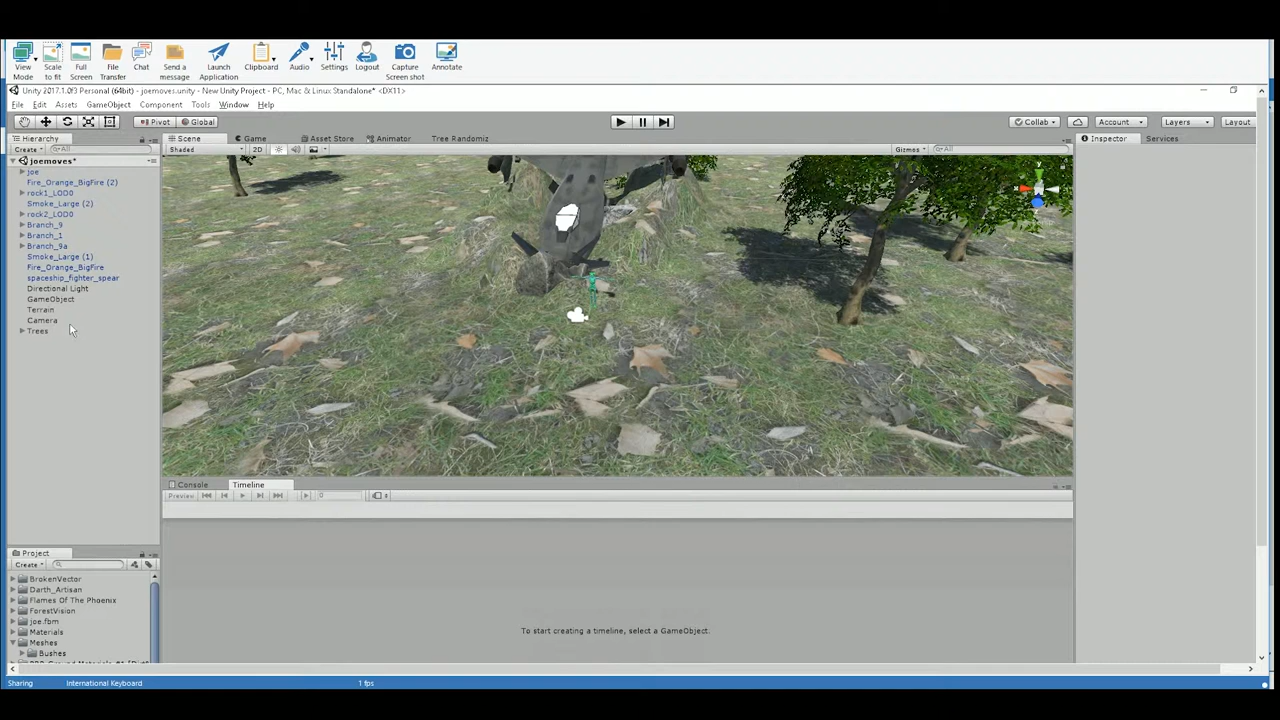 View Mode
Scale to fit
Full Screen
File Transfer
Chat
Send a message
Launch Application
Clipboard
Audio
Settings
Logout
Capture Screen shot
Annotate
Unity 2017.1.0f3 Personal (64bit) - joemoves.unity - New Unity Project - PC, Mac & Linux Standalone* <DX11>
File Edit Assets GameObject Component Tools Window Help
Pivot Global Collab Account Layers Layout
Hierarchy Scene Game Asset Store Animator Tree Randomiz Inspector Services
Create All Shaded 2D Gizmos All
joemoves*
joe
Fire_Orange_BigFire (2)
rock1_LOD0
Smoke_Large (2)
rock2_LOD0
Branch_9
Branch_1
Branch_9a
Smoke_Large (1)
Fire_Orange_BigFire
spaceship_fighter_spear
Directional Light
GameObject
Terrain
Camera
Trees
y
Console Timeline
Preview 0
To start creating a timeline, select a GameObject.
Project
Create
BrokenVector
Darth_Artisan
Flames Of The Phoenix
ForestVision
joe.fbm
Materials
Meshes
Bushes
Sharing International Keyboard 1 fps